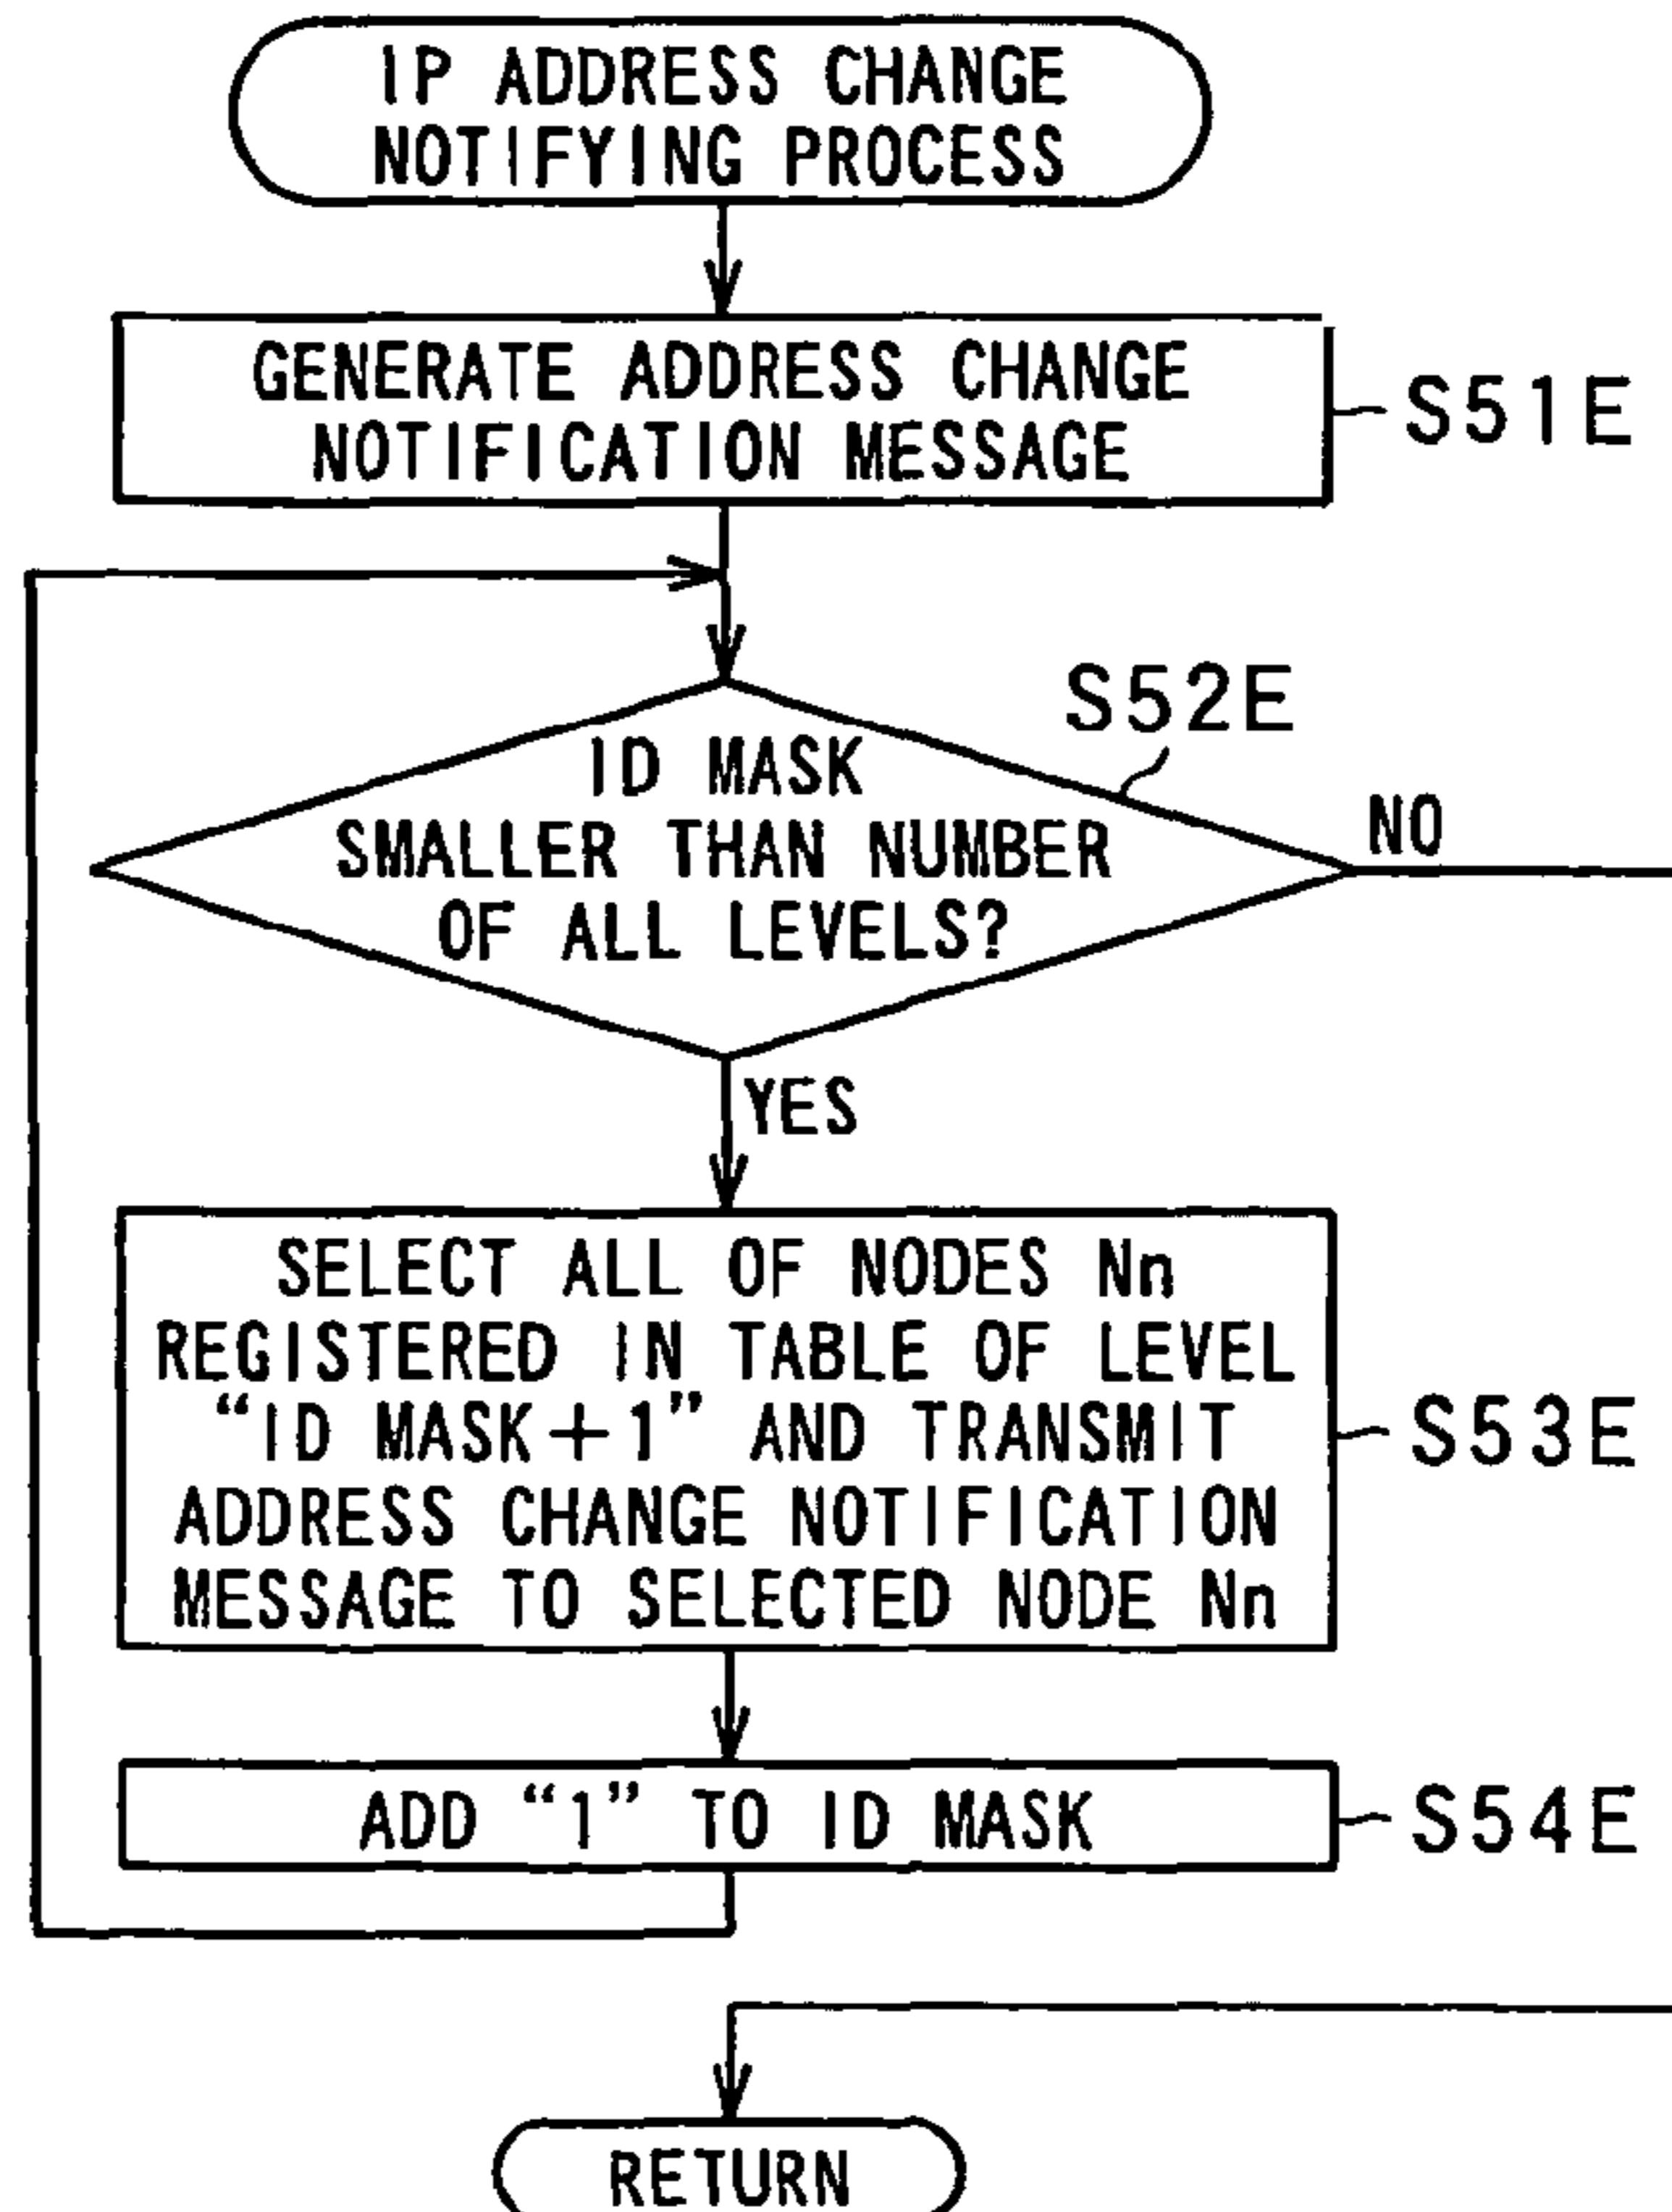 IP ADDRESS CHANGE
NOTIFYING PROCESS
GENERATE ADDRESS CHANGE
NOTIFICATION MESSAGE
S51E
S52E
ID MASK
SMALLER THAN NUMBER
OF ALL LEVELS?
NO
YES
SELECT ALL OF NODES Nn
REGISTERED IN TABLE OF LEVEL
“ID MASK+1” AND TRANSMIT
ADDRESS CHANGE NOTIFICATION
MESSAGE TO SELECTED NODE Nn
S53E
ADD “1” TO ID MASK
S54E
RETURN